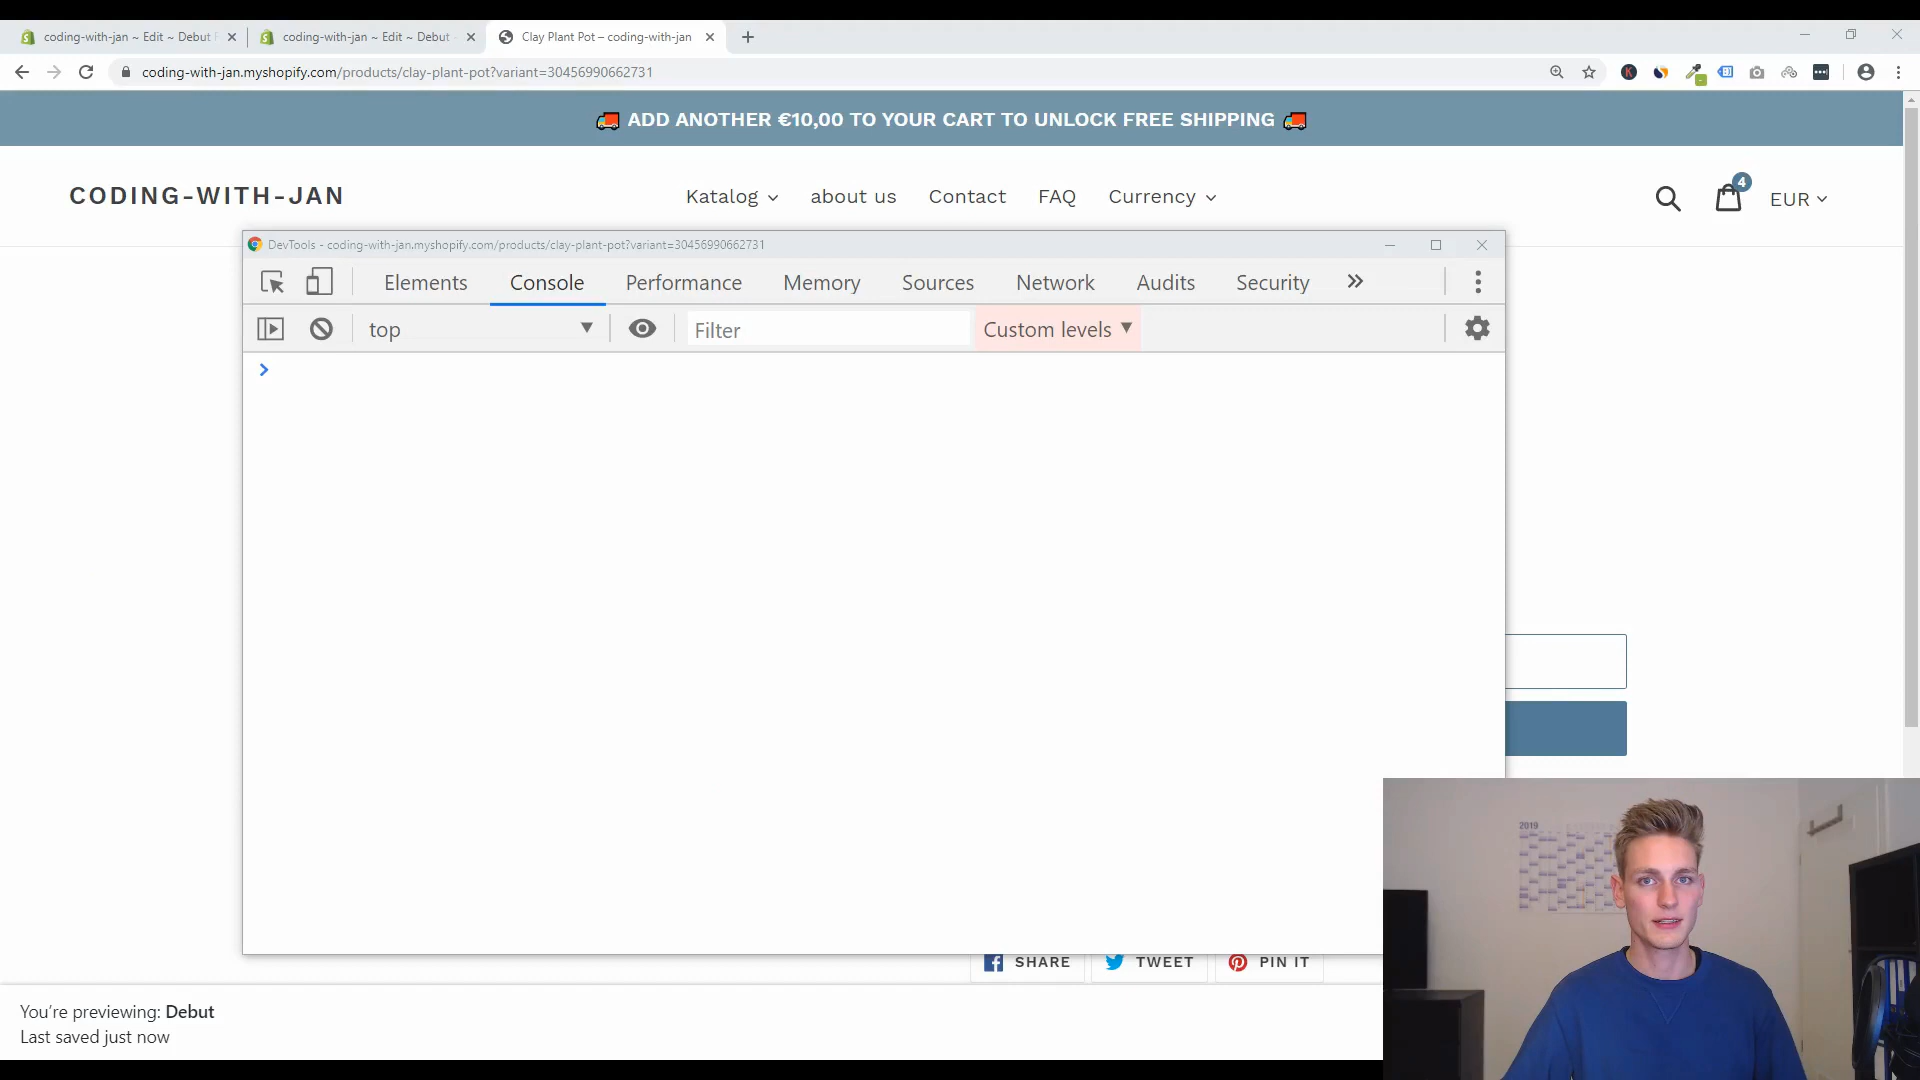 coding-with-jan ~ Edit ~ Debut
coding-with-jan ~ Edit ~ Debut
Clay Plant Pot – coding-with-jan
coding-with-jan.myshopify.com/products/clay-plant-pot?variant=30456990662731
ADD ANOTHER €10,00 TO YOUR CART TO UNLOCK FREE SHIPPING
CODING-WITH-JAN
Katalog
about us
Contact
FAQ
Currency
4
EUR
DevTools - coding-with-jan.myshopify.com/products/clay-plant-pot?variant=30456990662731
Elements
Console
Performance
Memory
Sources
Network
Audits
Security
top
Filter
Custom levels
SHARE
TWEET
PIN IT
2019
You're previewing: Debut
Last saved just now